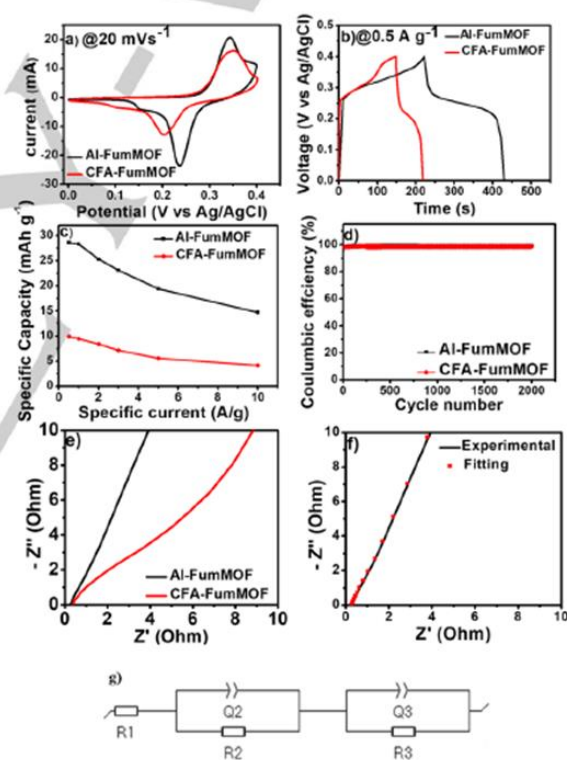 a) @20 mVs⁻¹
current (mA)
20
10
0
-10
-20
-30
Al-FumMOF
CFA-FumMOF
0.0 0.1 0.2 0.3 0.4
Potential (V vs Ag/AgCl)
b)@0.5 A g⁻¹
Voltage (V vs Ag/AgCl)
0.5
0.4
0.3
0.2
0.1
0.0
Al-FumMOF
CFA-FumMOF
0 100 200 300 400 500
Time (s)
c)
Specific Capacity (mAh g⁻¹)
30
25
20
15
10
5
0
Al-FumMOF
CFA-FumMOF
0 2 4 6 8 10
Specific current (A/g)
d)
Coulumbic effciency (%)
100
80
60
40
20
0
Al-FumMOF
CFA-FumMOF
0 500 1000 1500 2000
Cycle number
e)
- Z'' (Ohm)
10
8
6
4
2
0
Al-FumMOF
CFA-FumMOF
0 2 4 6 8 10
Z' (Ohm)
f)
- Z'' (Ohm)
10
8
6
4
2
0
Experimental
Fitting
0 2 4 6 8 10
Z' (Ohm)
g)
R1
Q2
R2
Q3
R3